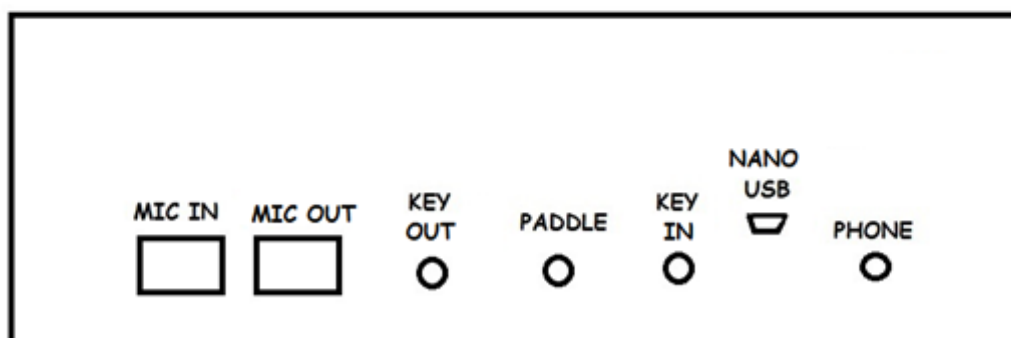 MIC IN
MIC OUT
KEY
OUT
PADDLE
KEY
IN
NANO
USB
PHONE